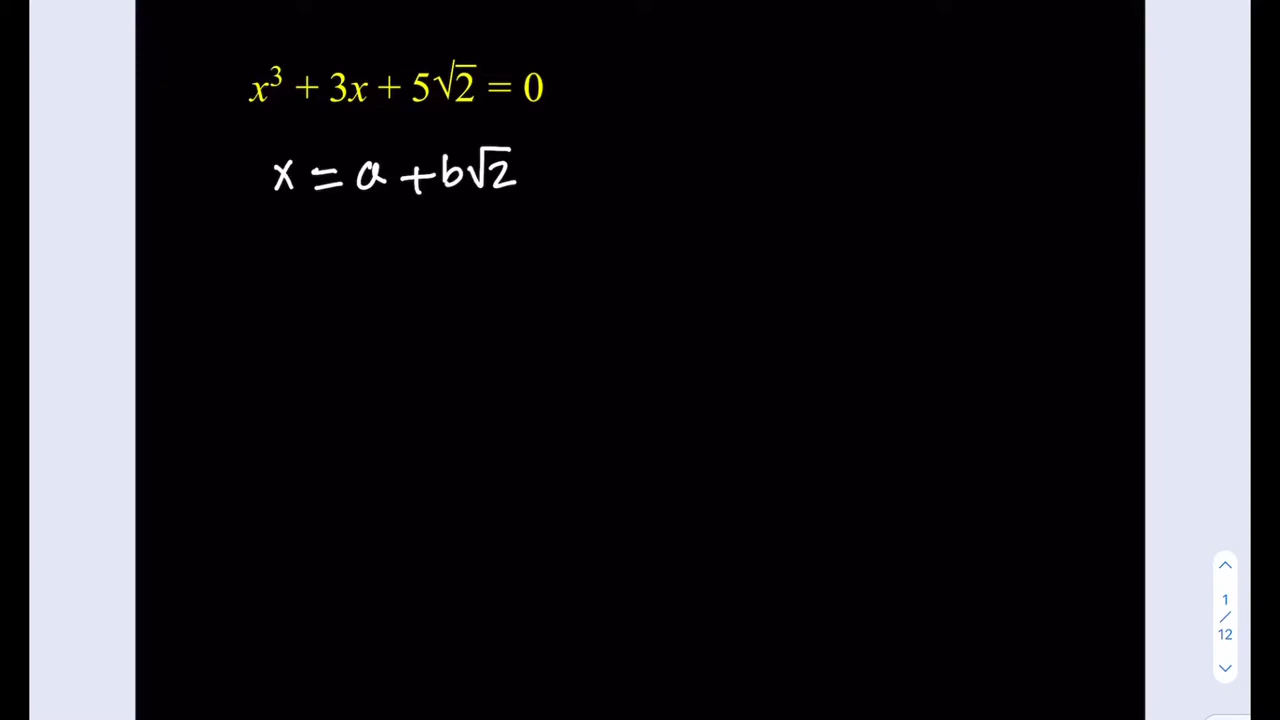 x³ + 3x + 5√2 = 0
x = a + b√2
1
/
12